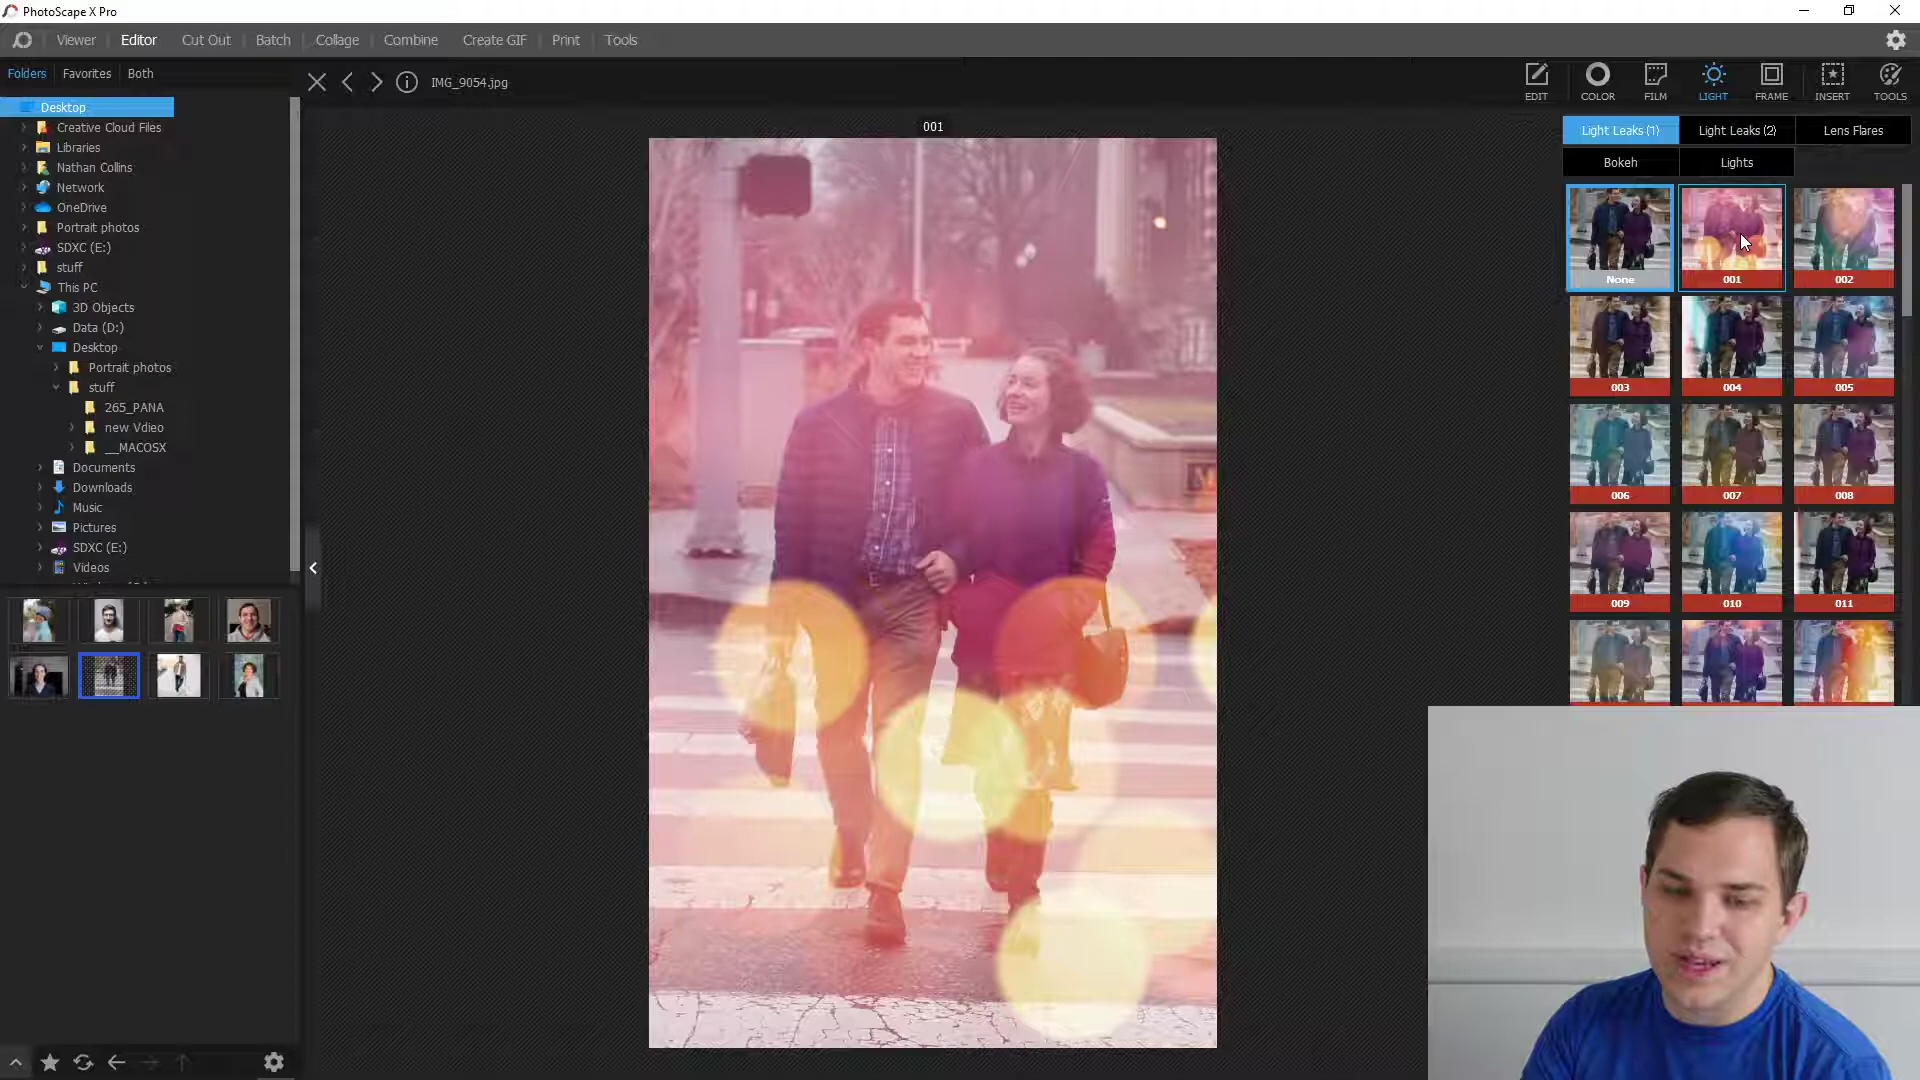 PhotoScape X Pro
Viewer Editor Cut Out Batch Collage Combine Create GIF Print Tools
Folders Favorites Both
IMG_9054.jpg
EDIT COLOR FILM LIGHT FRAME INSERT TOOLS
Desktop
Creative Cloud Files
Libraries
Nathan Collins
Network
OneDrive
Portrait photos
SDXC (E:)
stuff
This PC
3D Objects
Data (D:)
Desktop
Portrait photos
stuff
265_PANA
new Vdieo
__MACOSX
Documents
Downloads
Music
Pictures
SDXC (E:)
Videos
001
Light Leaks (1) Light Leaks (2) Lens Flares
Bokeh Lights
None 001 002
003 004 005
006 007 008
009 010 011